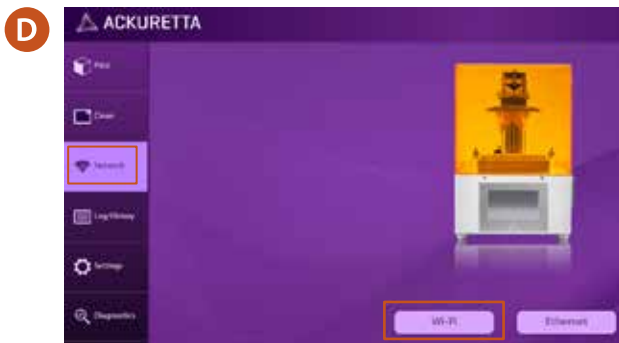 D
ACKURETTA
Print
Clean
Network
Log/History
Settings
Diagnostics
Wi-Fi
Ethernet